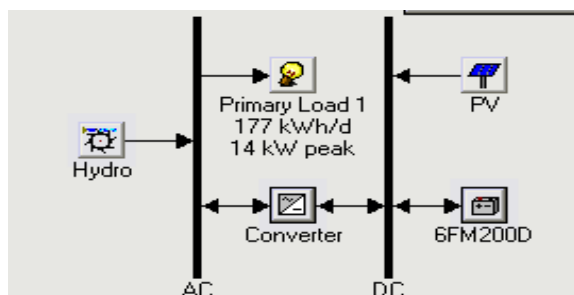 Primary Load 1
177 kWh/d
14 kW peak
PV
Hydro
Converter
6FM200D
AC
DC